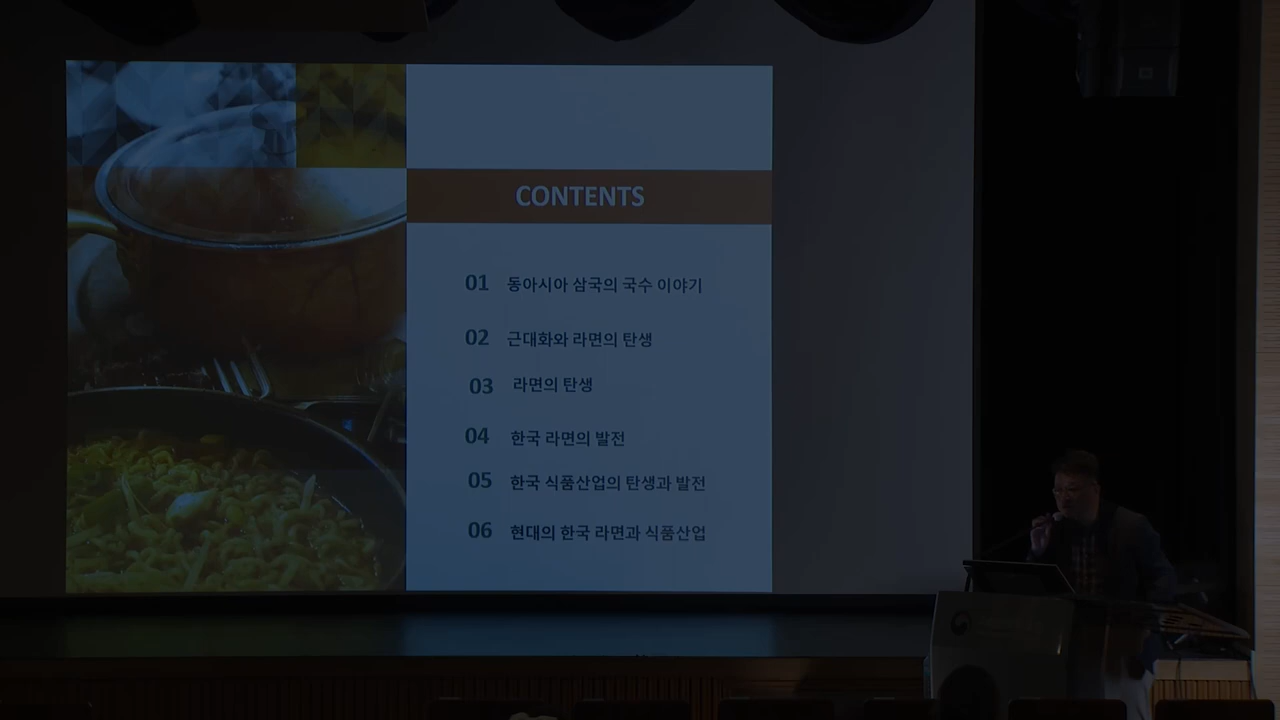 CONTENTS
01 동아시아 삼국의 국수 이야기
02 근대화와 라면의 탄생
03 라면의 탄생
04 한국 라면의 발전
05 한국 식품산업의 탄생과 발전
06 현대의 한국 라면과 식품산업